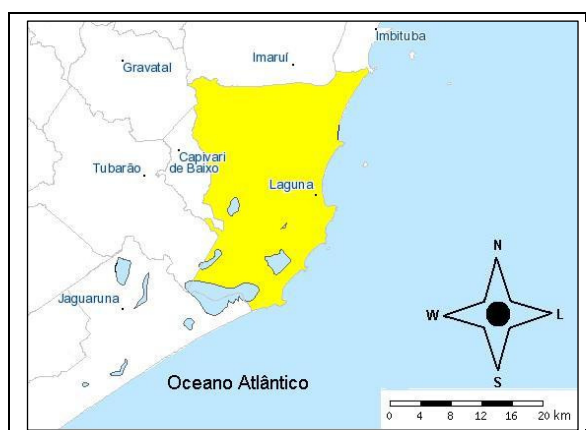 Imbituba
Imaruí
Gravatal
Capivari
de Baixo
Tubarão
Laguna
Jaguaruna
Oceano Atlântico
N
W
L
S
0 4 8 12 16 20 km